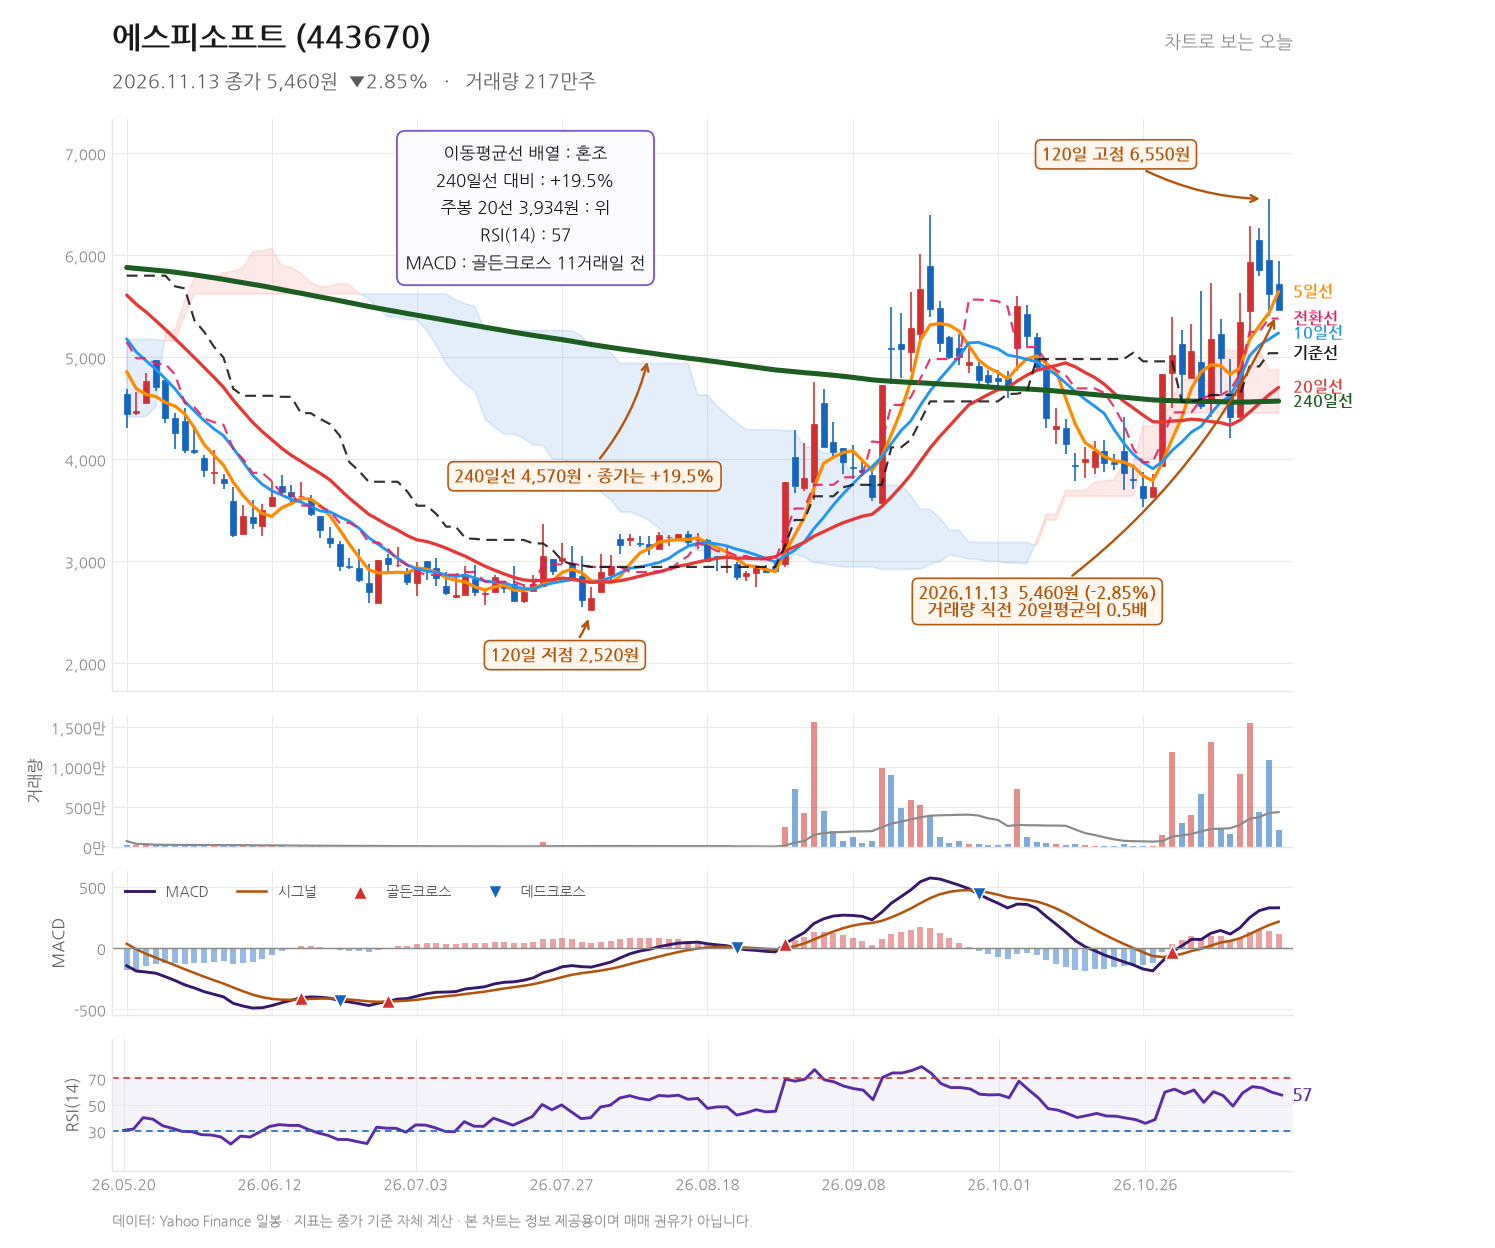 에스피소프트 (443670)
차트로 보는 오늘
2026.11.13 종가 5,460원 ▼2.85% · 거래량 217만주
이동평균선 배열 : 혼조
240일선 대비 : +19.5%
주봉 20선 3,934원 : 위
RSI(14) : 57
MACD : 골든크로스 11거래일 전
120일 고점 6,550원
7,000
6,000
5,000
4,000
3,000
2,000
5일선
전환선
10일선
기준선
20일선
240일선
240일선 4,570원 · 종가는 +19.5%
2026.11.13 5,460원 (-2.85%)
거래량 직전 20일평균의 0.5배
120일 저점 2,520원
거래량
1,500만
1,000만
500만
0만
MACD
500
0
-500
MACD
시그널
골든크로스
데드크로스
RSI(14)
70
50
30
57
26.05.20
26.06.12
26.07.03
26.07.27
26.08.18
26.09.08
26.10.01
26.10.26
데이터: Yahoo Finance 일봉 · 지표는 종가 기준 자체 계산 · 본 차트는 정보 제공용이며 매매 권유가 아닙니다.